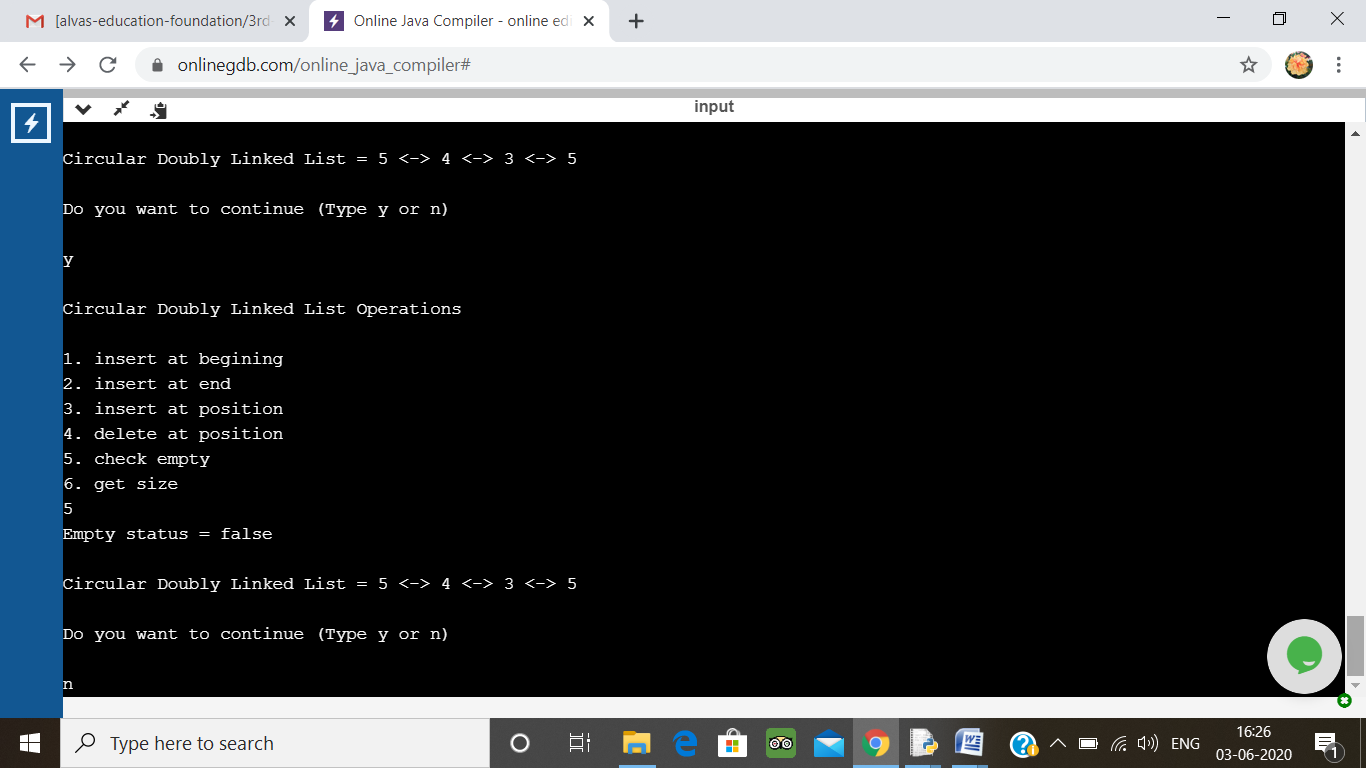 [alvas-education-foundation/3rd
Online Java Compiler - online edi
onlinegdb.com/online_java_compiler#
input
Circular Doubly Linked List = 5 <-> 4 <-> 3 <-> 5
Do you want to continue (Type y or n)
y
Circular Doubly Linked List Operations
1. insert at begining
2. insert at end
3. insert at position
4. delete at position
5. check empty
6. get size
5
Empty status = false
Circular Doubly Linked List = 5 <-> 4 <-> 3 <-> 5
Do you want to continue (Type y or n)
n
Type here to search
ENG
16:26
03-06-2020
1